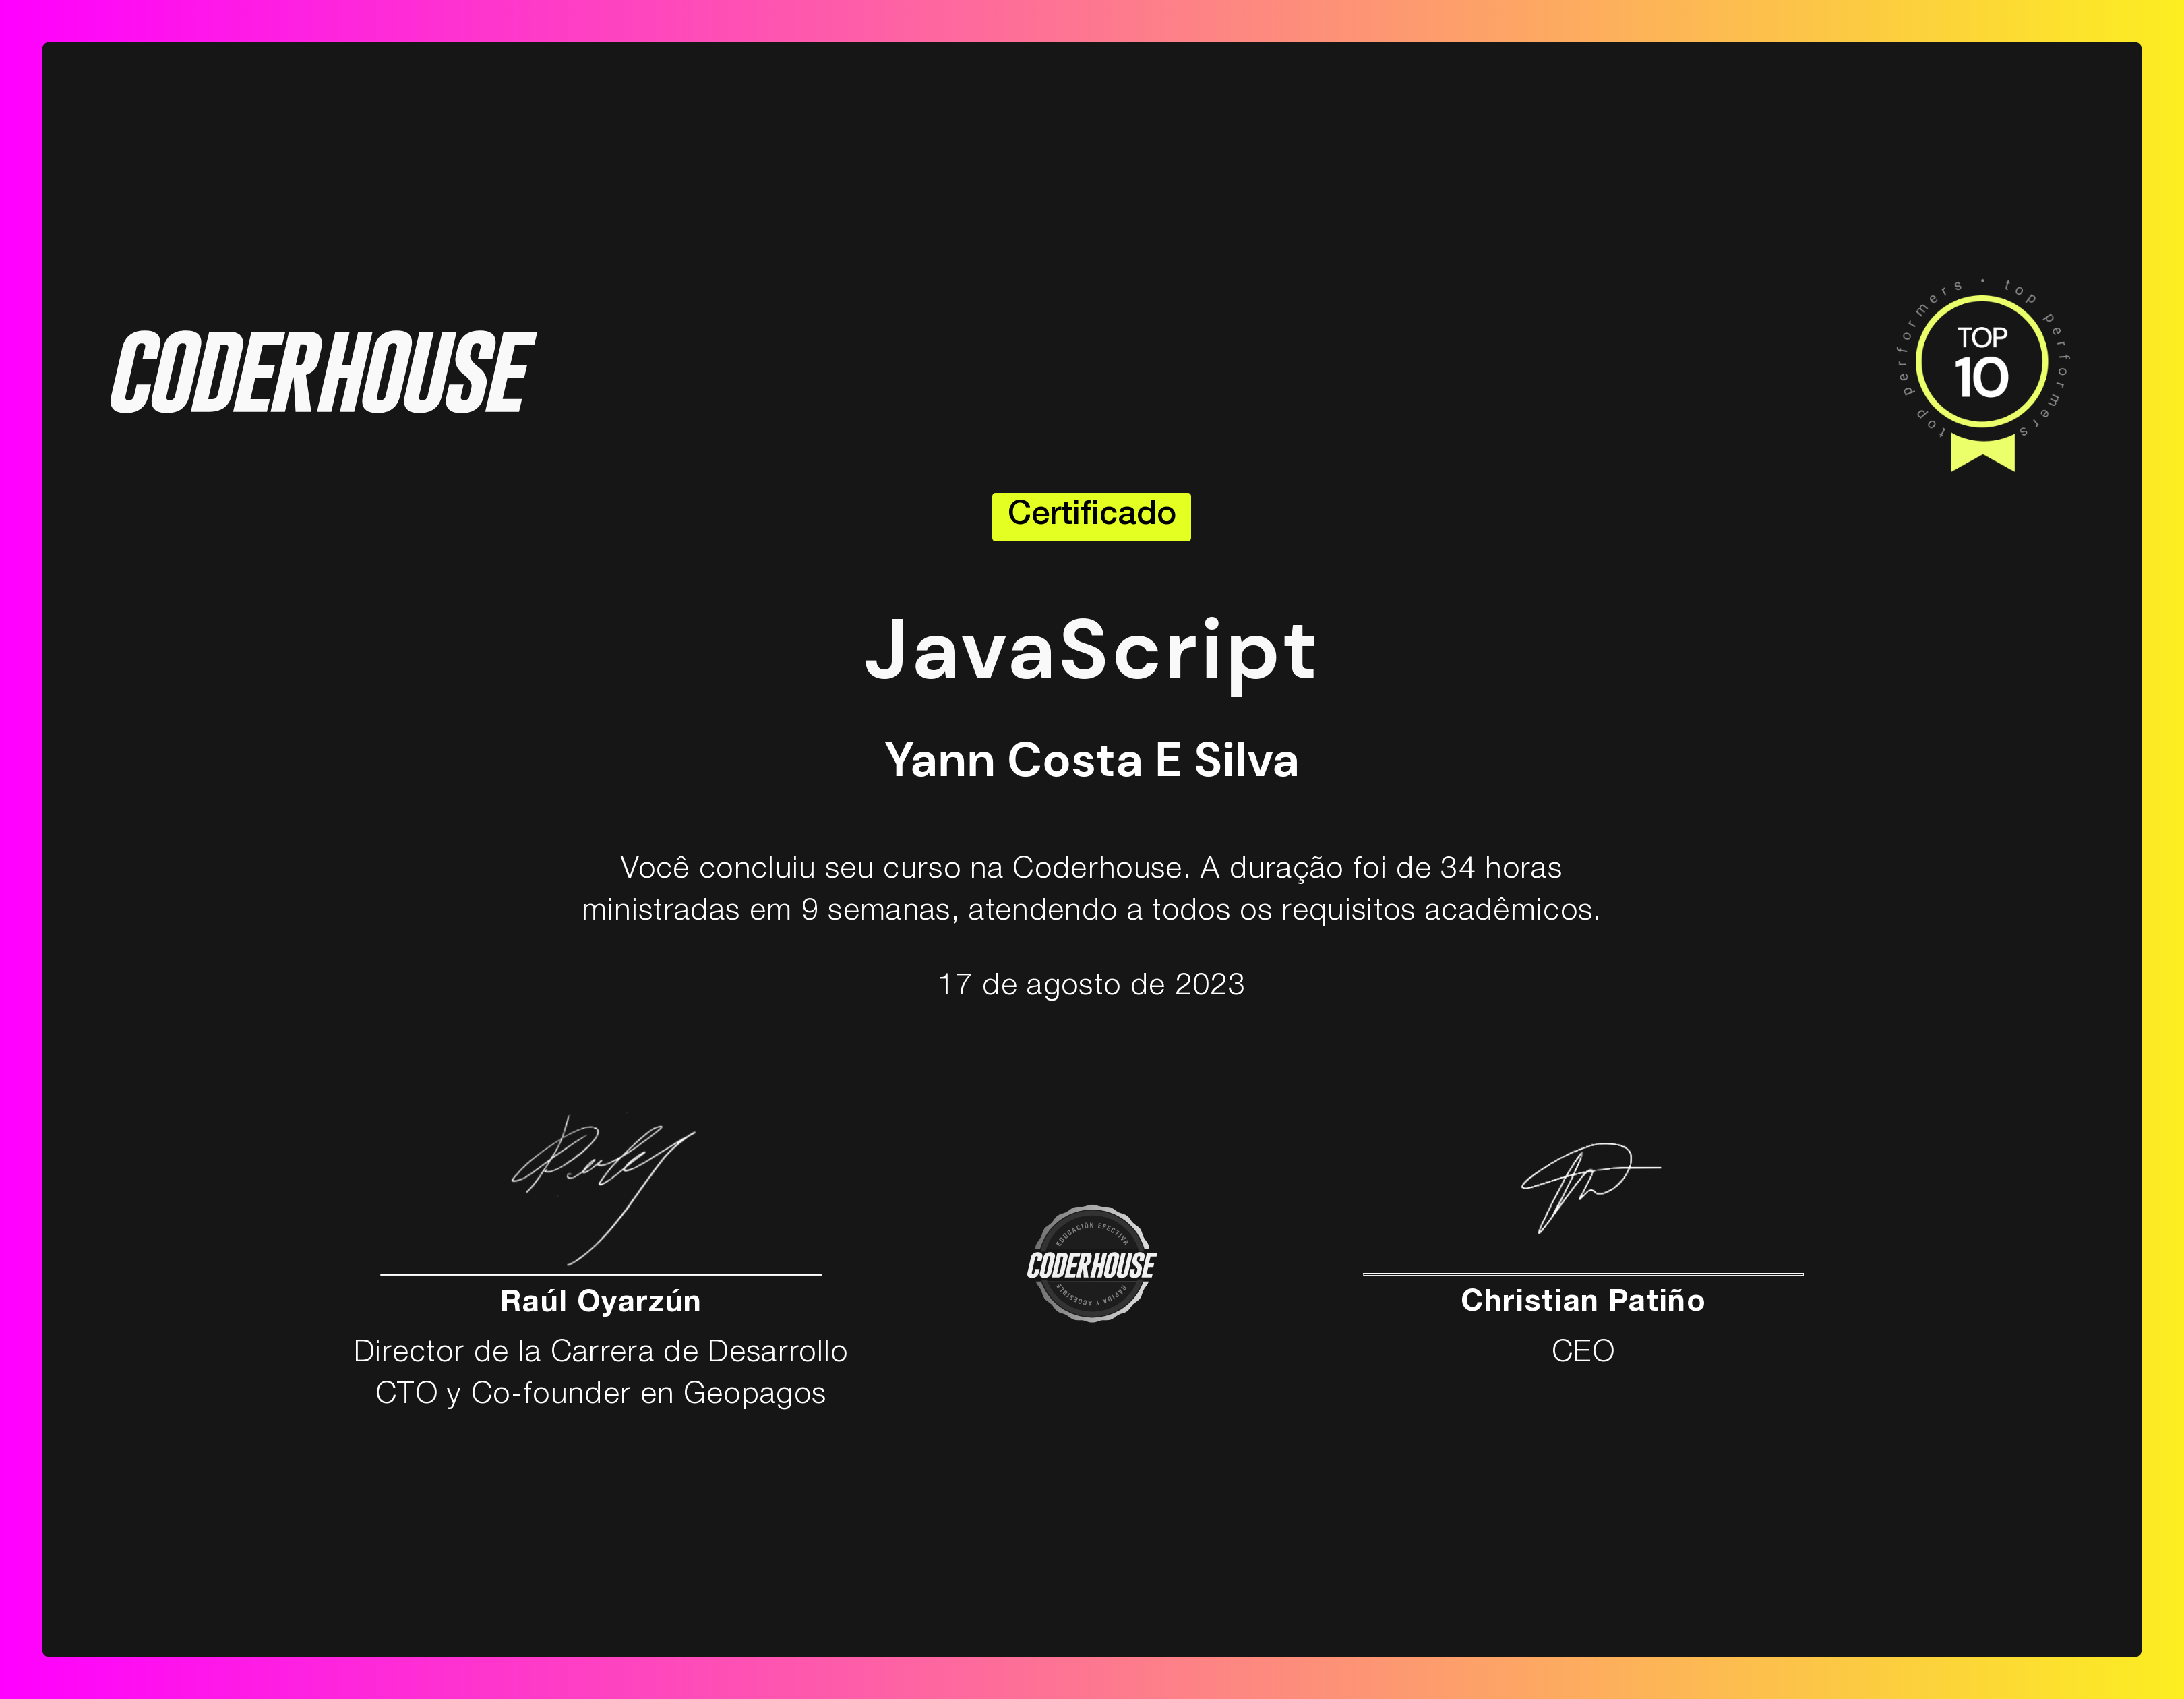 CODERHOUSE
top performers • top performers
TOP
10
Certificado
JavaScript
Yann Costa E Silva
Você concluiu seu curso na Coderhouse. A duração foi de 34 horas
ministradas em 9 semanas, atendendo a todos os requisitos acadêmicos.
17 de agosto de 2023
Raúl Oyarzún
Director de la Carrera de Desarrollo
CTO y Co-founder en Geopagos
EDUCACIÓN EFECTIVA
CODERHOUSE
RÁPIDA Y ACCESIBLE
Christian Patiño
CEO